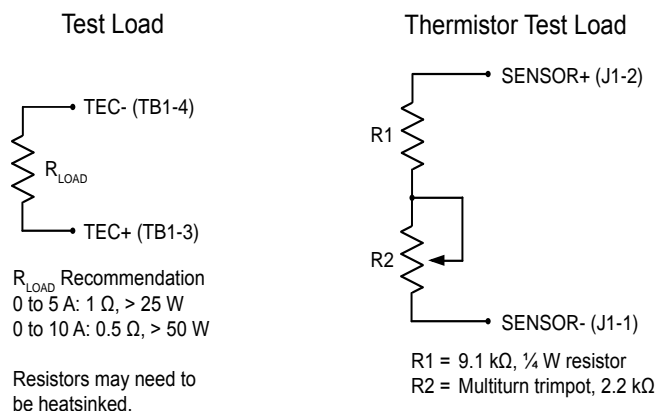 Test Load
TEC- (TB1-4)
R_LOAD
TEC+ (TB1-3)
R_LOAD Recommendation
0 to 5 A: 1 Ω, > 25 W
0 to 10 A: 0.5 Ω, > 50 W
Resistors may need to
be heatsinked.
Thermistor Test Load
SENSOR+ (J1-2)
R1
R2
SENSOR- (J1-1)
R1 = 9.1 kΩ, ¼ W resistor
R2 = Multiturn trimpot, 2.2 kΩ